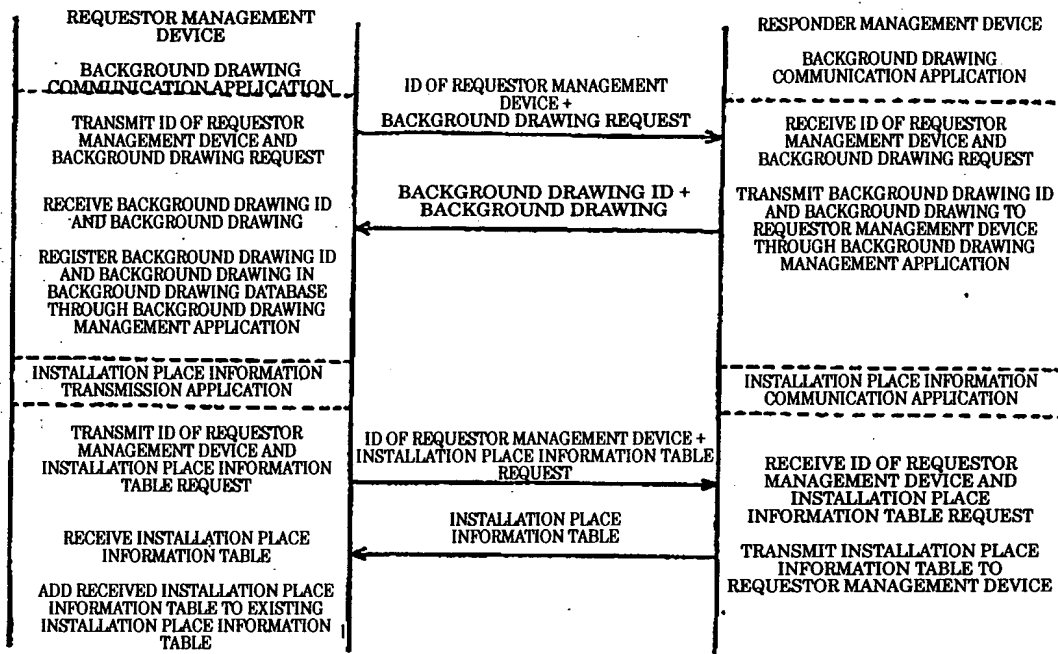 REQUESTOR MANAGEMENT
DEVICE
BACKGROUND DRAWING
COMMUNICATION APPLICATION
TRANSMIT ID OF REQUESTOR
MANAGEMENT DEVICE AND
BACKGROUND DRAWING REQUEST
RECEIVE BACKGROUND DRAWING ID
AND BACKGROUND DRAWING
REGISTER BACKGROUND DRAWING ID
AND BACKGROUND DRAWING IN
BACKGROUND DRAWING DATABASE
THROUGH BACKGROUND DRAWING
MANAGEMENT APPLICATION
INSTALLATION PLACE INFORMATION
TRANSMISSION APPLICATION
TRANSMIT ID OF REQUESTOR
MANAGEMENT DEVICE AND
INSTALLATION PLACE INFORMATION
TABLE REQUEST
RECEIVE INSTALLATION PLACE
INFORMATION TABLE
ADD RECEIVED INSTALLATION PLACE
INFORMATION TABLE TO EXISTING
INSTALLATION PLACE INFORMATION
TABLE
ID OF REQUESTOR MANAGEMENT
DEVICE +
BACKGROUND DRAWING REQUEST
BACKGROUND DRAWING ID +
BACKGROUND DRAWING
ID OF REQUESTOR MANAGEMENT DEVICE +
INSTALLATION PLACE INFORMATION TABLE
REQUEST
INSTALLATION PLACE
INFORMATION TABLE
RESPONDER MANAGEMENT DEVICE
BACKGROUND DRAWING
COMMUNICATION APPLICATION
RECEIVE ID OF REQUESTOR
MANAGEMENT DEVICE AND
BACKGROUND DRAWING REQUEST
TRANSMIT BACKGROUND DRAWING ID
AND BACKGROUND DRAWING TO
REQUESTOR MANAGEMENT DEVICE
THROUGH BACKGROUND DRAWING
MANAGEMENT APPLICATION
INSTALLATION PLACE INFORMATION
COMMUNICATION APPLICATION
RECEIVE ID OF REQUESTOR
MANAGEMENT DEVICE AND
INSTALLATION PLACE
INFORMATION TABLE REQUEST
TRANSMIT INSTALLATION PLACE
INFORMATION TABLE TO
REQUESTOR MANAGEMENT DEVICE